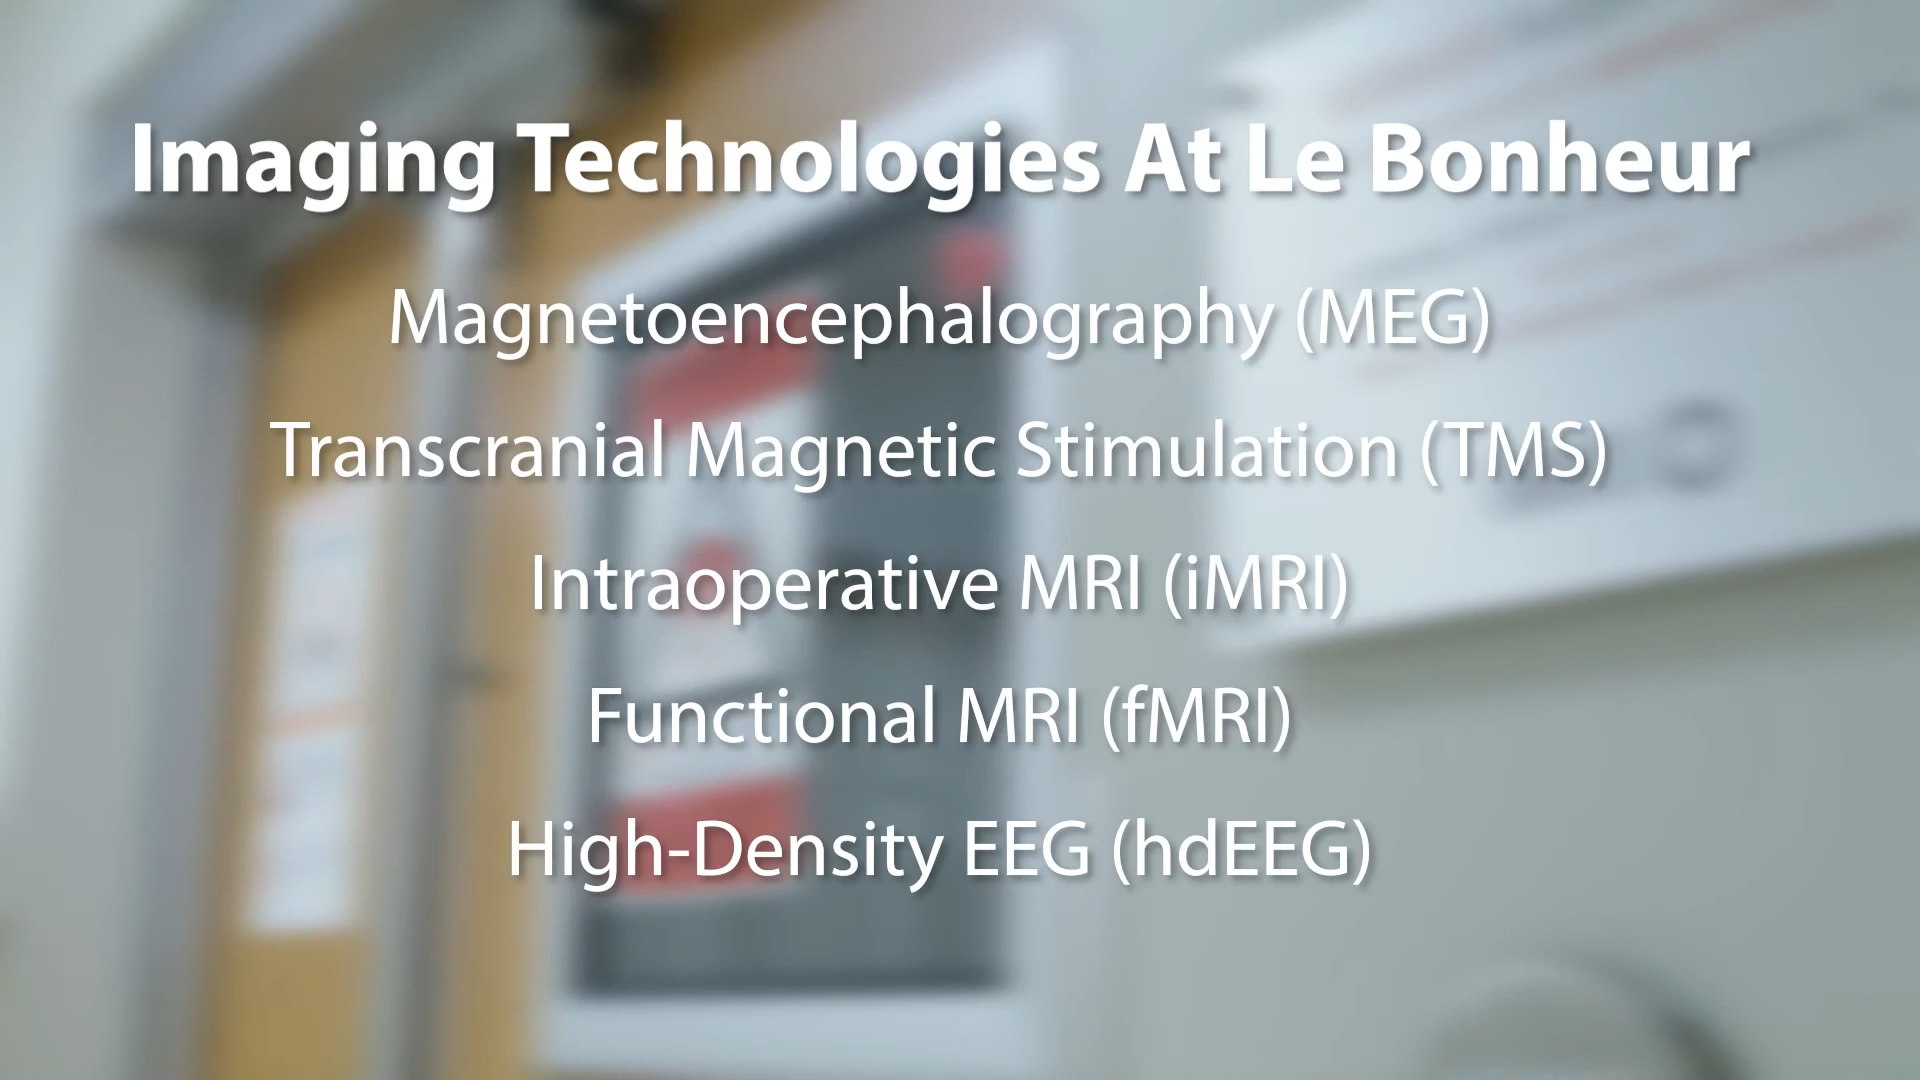 Imaging Technologies At Le Bonheur
Magnetoencephalography (MEG)
Transcranial Magnetic Stimulation (TMS)
Intraoperative MRI (iMRI)
Functional MRI (fMRI)
High-Density EEG (hdEEG)